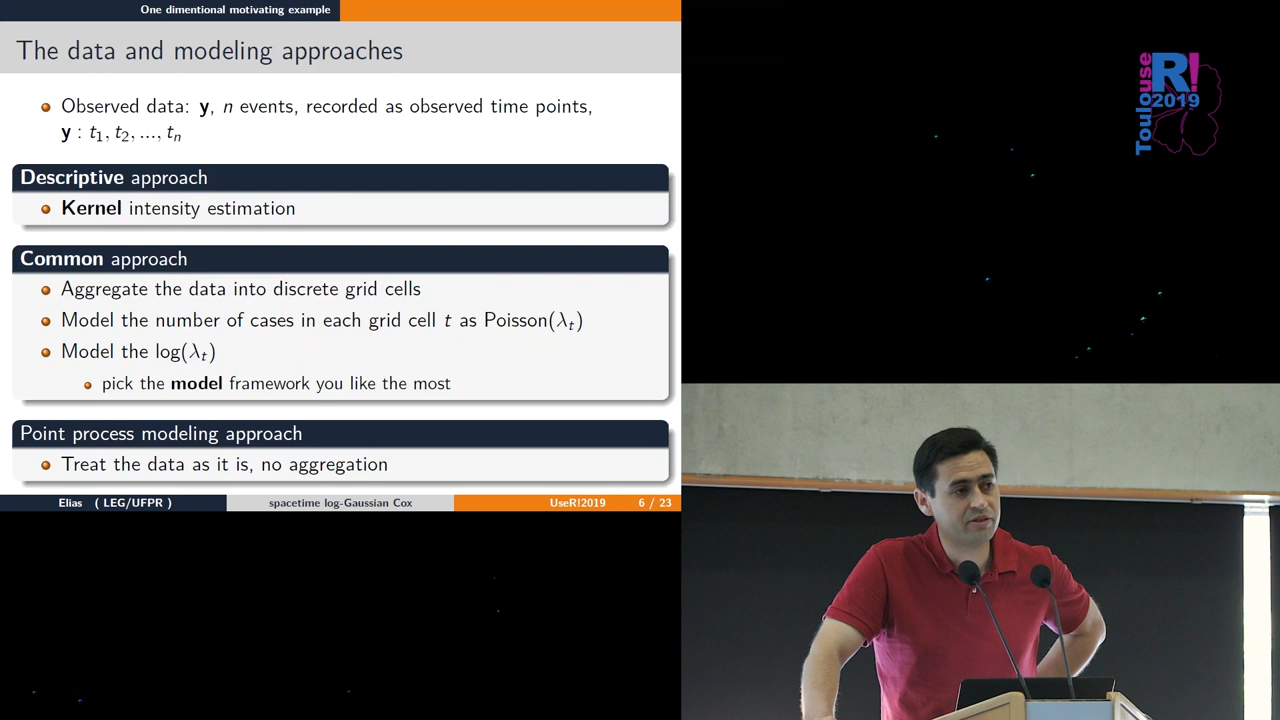 One dimentional motivating example
The data and modeling approaches
Observed data: y, n events, recorded as observed time points,
y : t1, t2, ..., tn
Descriptive approach
Kernel intensity estimation
Common approach
Aggregate the data into discrete grid cells
Model the number of cases in each grid cell t as Poisson(λt)
Model the log(λt)
pick the model framework you like the most
Point process modeling approach
Treat the data as it is, no aggregation
Elias ( LEG/UFPR ) spacetime log-Gaussian Cox UseR!2019 6 / 23
Toulouse
R!
2019